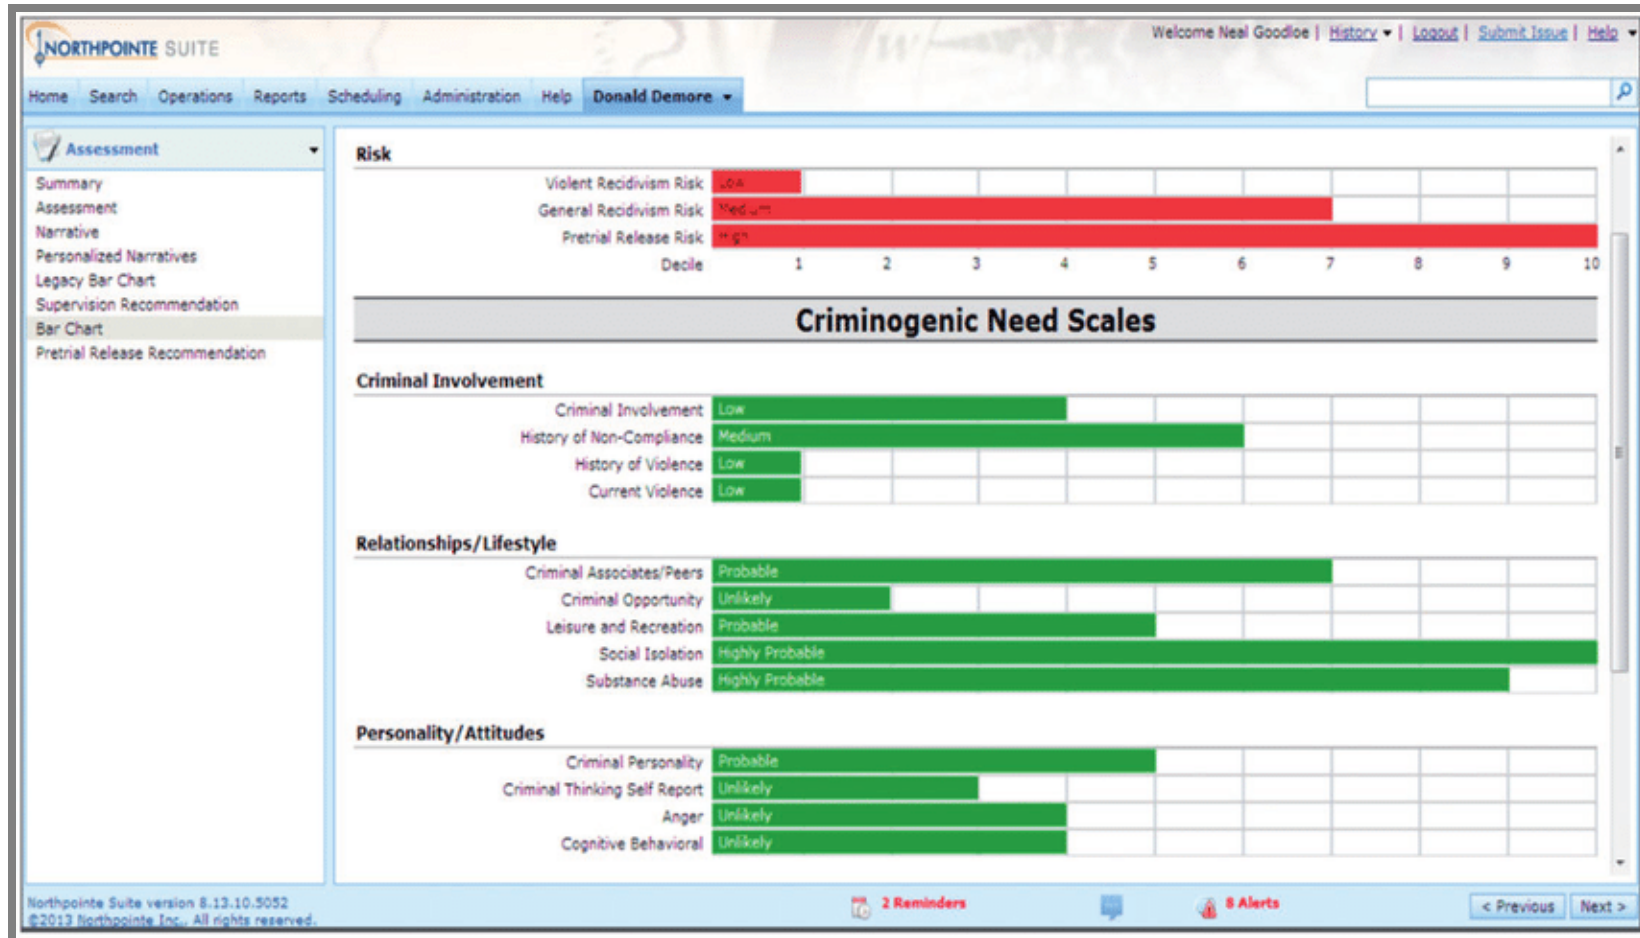 NORTHPOINTE SUITE
Welcome Neal Goodloe | History | Logout | Submit Issue | Help
Home Search Operations Reports Scheduling Administration Help Donald Demore
Assessment
Summary
Assessment
Narrative
Personalized Narratives
Legacy Bar Chart
Supervision Recommendation
Bar Chart
Pretrial Release Recommendation
Risk
Violent Recidivism Risk Low
General Recidivism Risk Medium
Pretrial Release Risk High
Decile 1 2 3 4 5 6 7 8 9 10
Criminogenic Need Scales
Criminal Involvement
Criminal Involvement Low
History of Non-Compliance Medium
History of Violence Low
Current Violence Low
Relationships/Lifestyle
Criminal Associates/Peers Probable
Criminal Opportunity Unlikely
Leisure and Recreation Probable
Social Isolation Highly Probable
Substance Abuse Highly Probable
Personality/Attitudes
Criminal Personality Probable
Criminal Thinking Self Report Unlikely
Anger Unlikely
Cognitive Behavioral Unlikely
Northpointe Suite version 8.13.10.5052
©2013 Northpointe Inc., All rights reserved.
2 Reminders
8 Alerts
< Previous Next >